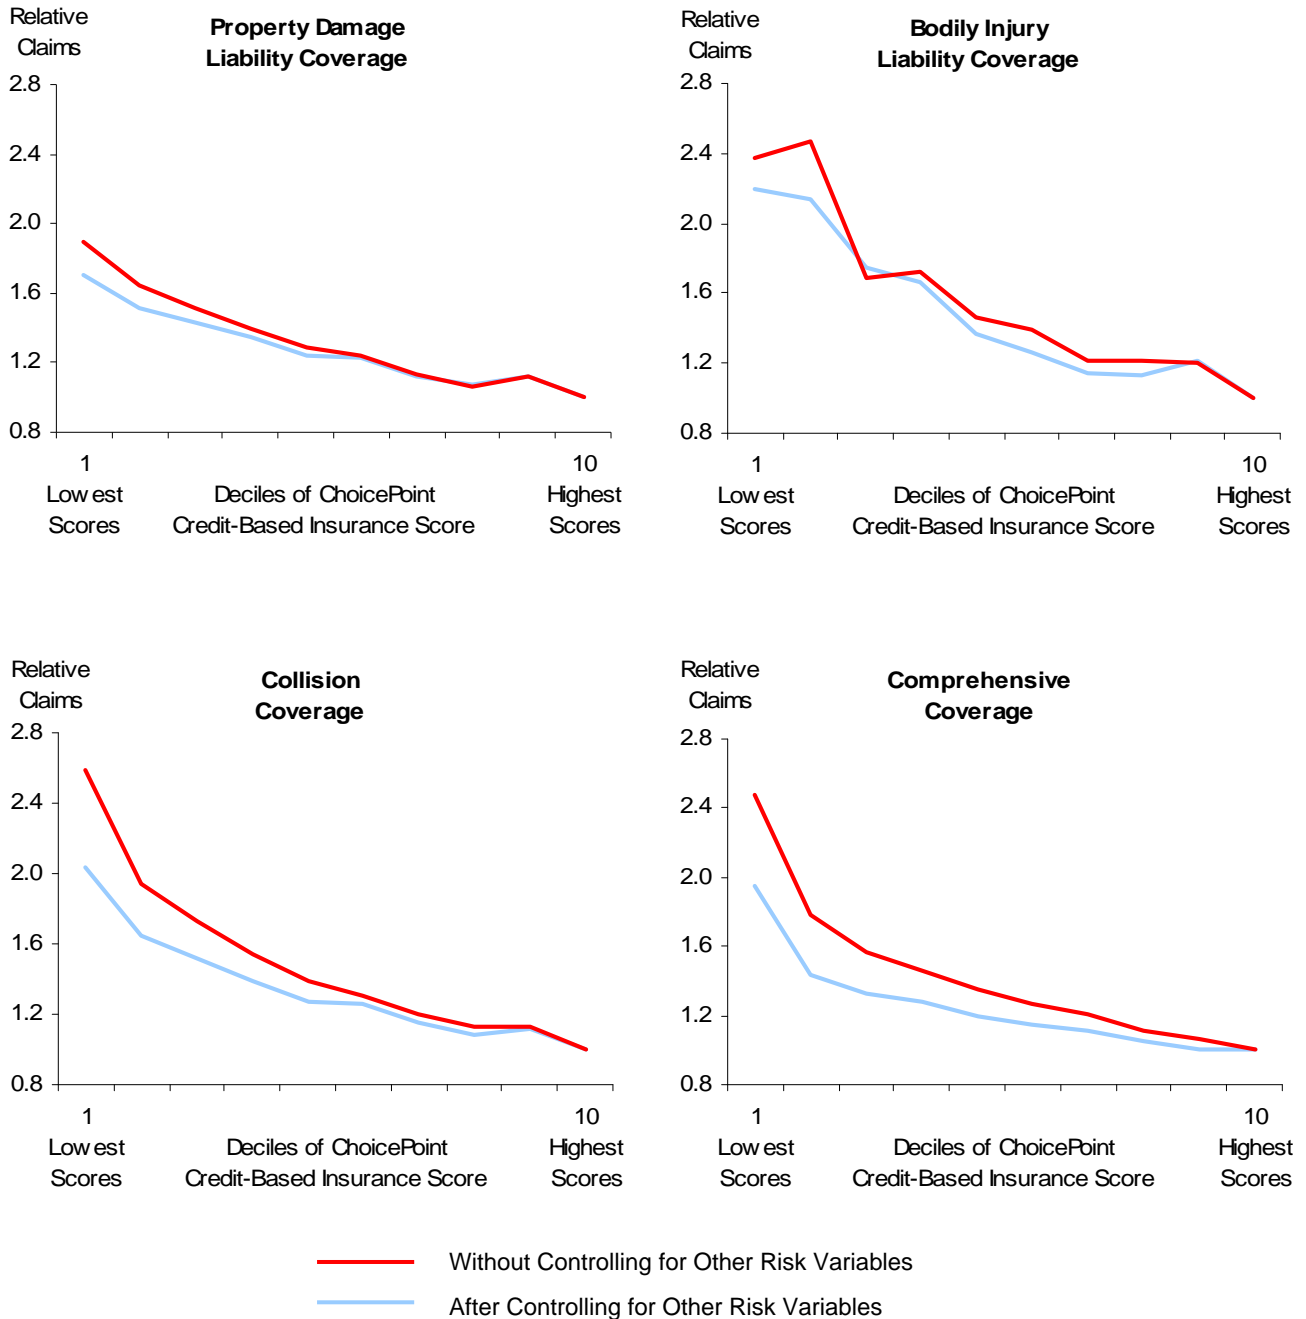 Relative
Claims
Property Damage
Liability Coverage
2.8
2.4
2.0
1.6
1.2
0.8
1
10
Lowest
Scores
Deciles of ChoicePoint
Credit-Based Insurance Score
Highest
Scores
Relative
Claims
Bodily Injury
Liability Coverage
2.8
2.4
2.0
1.6
1.2
0.8
1
10
Lowest
Scores
Deciles of ChoicePoint
Credit-Based Insurance Score
Highest
Scores
Relative
Claims
Collision
Coverage
2.8
2.4
2.0
1.6
1.2
0.8
1
10
Lowest
Scores
Deciles of ChoicePoint
Credit-Based Insurance Score
Highest
Scores
Relative
Claims
Comprehensive
Coverage
2.8
2.4
2.0
1.6
1.2
0.8
1
10
Lowest
Scores
Deciles of ChoicePoint
Credit-Based Insurance Score
Highest
Scores
Without Controlling for Other Risk Variables
After Controlling for Other Risk Variables